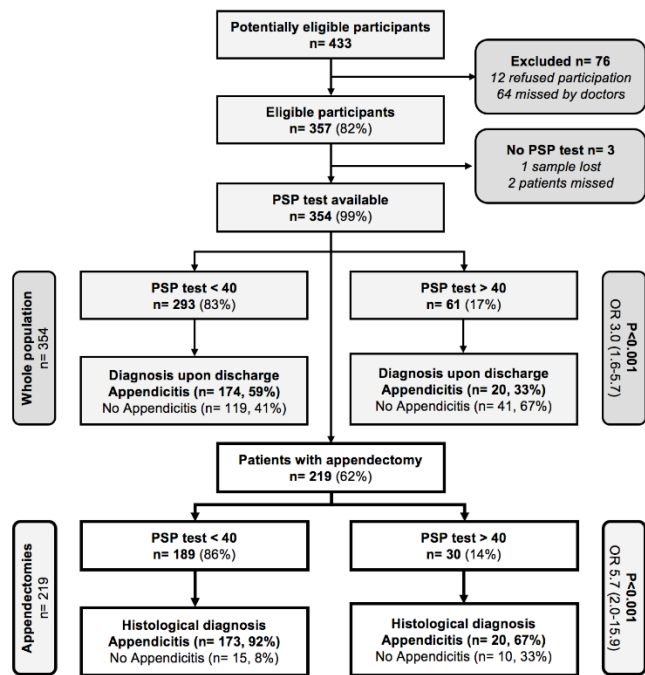 Potentially eligible participants
n= 433
Excluded n= 76
12 refused participation
64 missed by doctors
Eligible participants
n= 357 (82%)
No PSP test n= 3
1 sample lost
2 patients missed
PSP test available
n= 354 (99%)
Whole population
n= 354
PSP test < 40
n= 293 (83%)
PSP test > 40
n= 61 (17%)
P<0.001
OR 3.0 (1.6-5.7)
Diagnosis upon discharge
Appendicitis (n= 174, 59%)
No Appendicitis (n= 119, 41%)
Diagnosis upon discharge
Appendicitis (n= 20, 33%)
No Appendicitis (n= 41, 67%)
Patients with appendectomy
n= 219 (62%)
Appendectomies
n= 219
PSP test < 40
n= 189 (86%)
PSP test > 40
n= 30 (14%)
P<0.001
OR 5.7 (2.0-15.9)
Histological diagnosis
Appendicitis (n= 173, 92%)
No Appendicitis (n= 15, 8%)
Histological diagnosis
Appendicitis (n= 20, 67%)
No Appendicitis (n= 10, 33%)